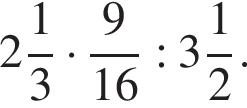 2 1/3 · 9/16 : 3 1/2.